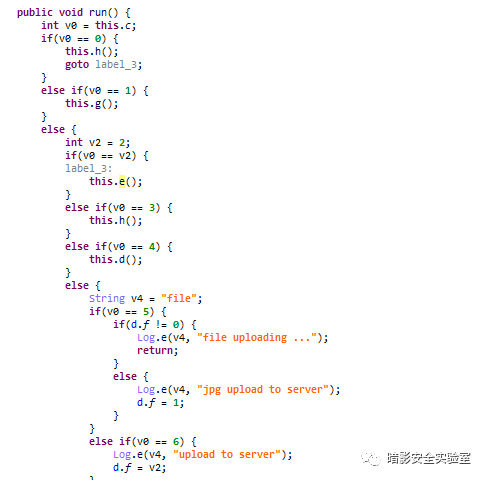 public void run() {
    int v0 = this.c;
    if(v0 == 0) {
        this.h();
        goto label_3;
    }
    else if(v0 == 1) {
        this.g();
    }
    else {
        int v2 = 2;
        if(v0 == v2) {
        label_3:
            this.e();
        }
        else if(v0 == 3) {
            this.h();
        }
        else if(v0 == 4) {
            this.d();
        }
        else {
            String v4 = "file";
            if(v0 == 5) {
                if(d.f != 0) {
                    Log.e(v4, "file uploading ...");
                    return;
                }
                else {
                    Log.e(v4, "jpg upload to server");
                    d.f = 1;
                }
            }
            else if(v0 == 6) {
                Log.e(v4, "upload to server");
                d.f = v2;
            }
暗影安全实验室